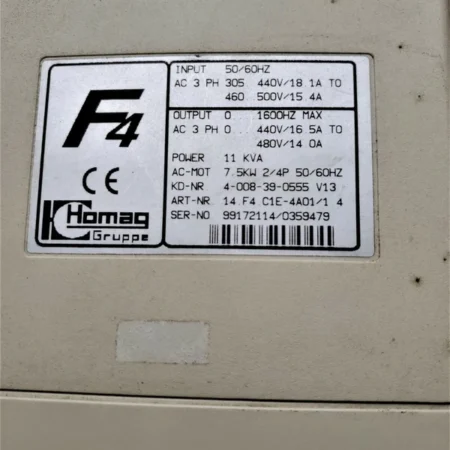 F4
CE
Homag
Gruppe
INPUT 50/60HZ
AC 3 PH 305 440V/18.1A TO
460 500V/15.4A
OUTPUT 0 1600HZ MAX
AC 3 PH 0 440V/16.5A TO
480V/14.0A
POWER 11 KVA
AC-MOT 7.5KW 2/4P 50/60HZ
KD-NR 4-008-39-0555 V13
ART-NR. 14.F4 C1E-4A01/1.4
SER-NO 99172114/0359479